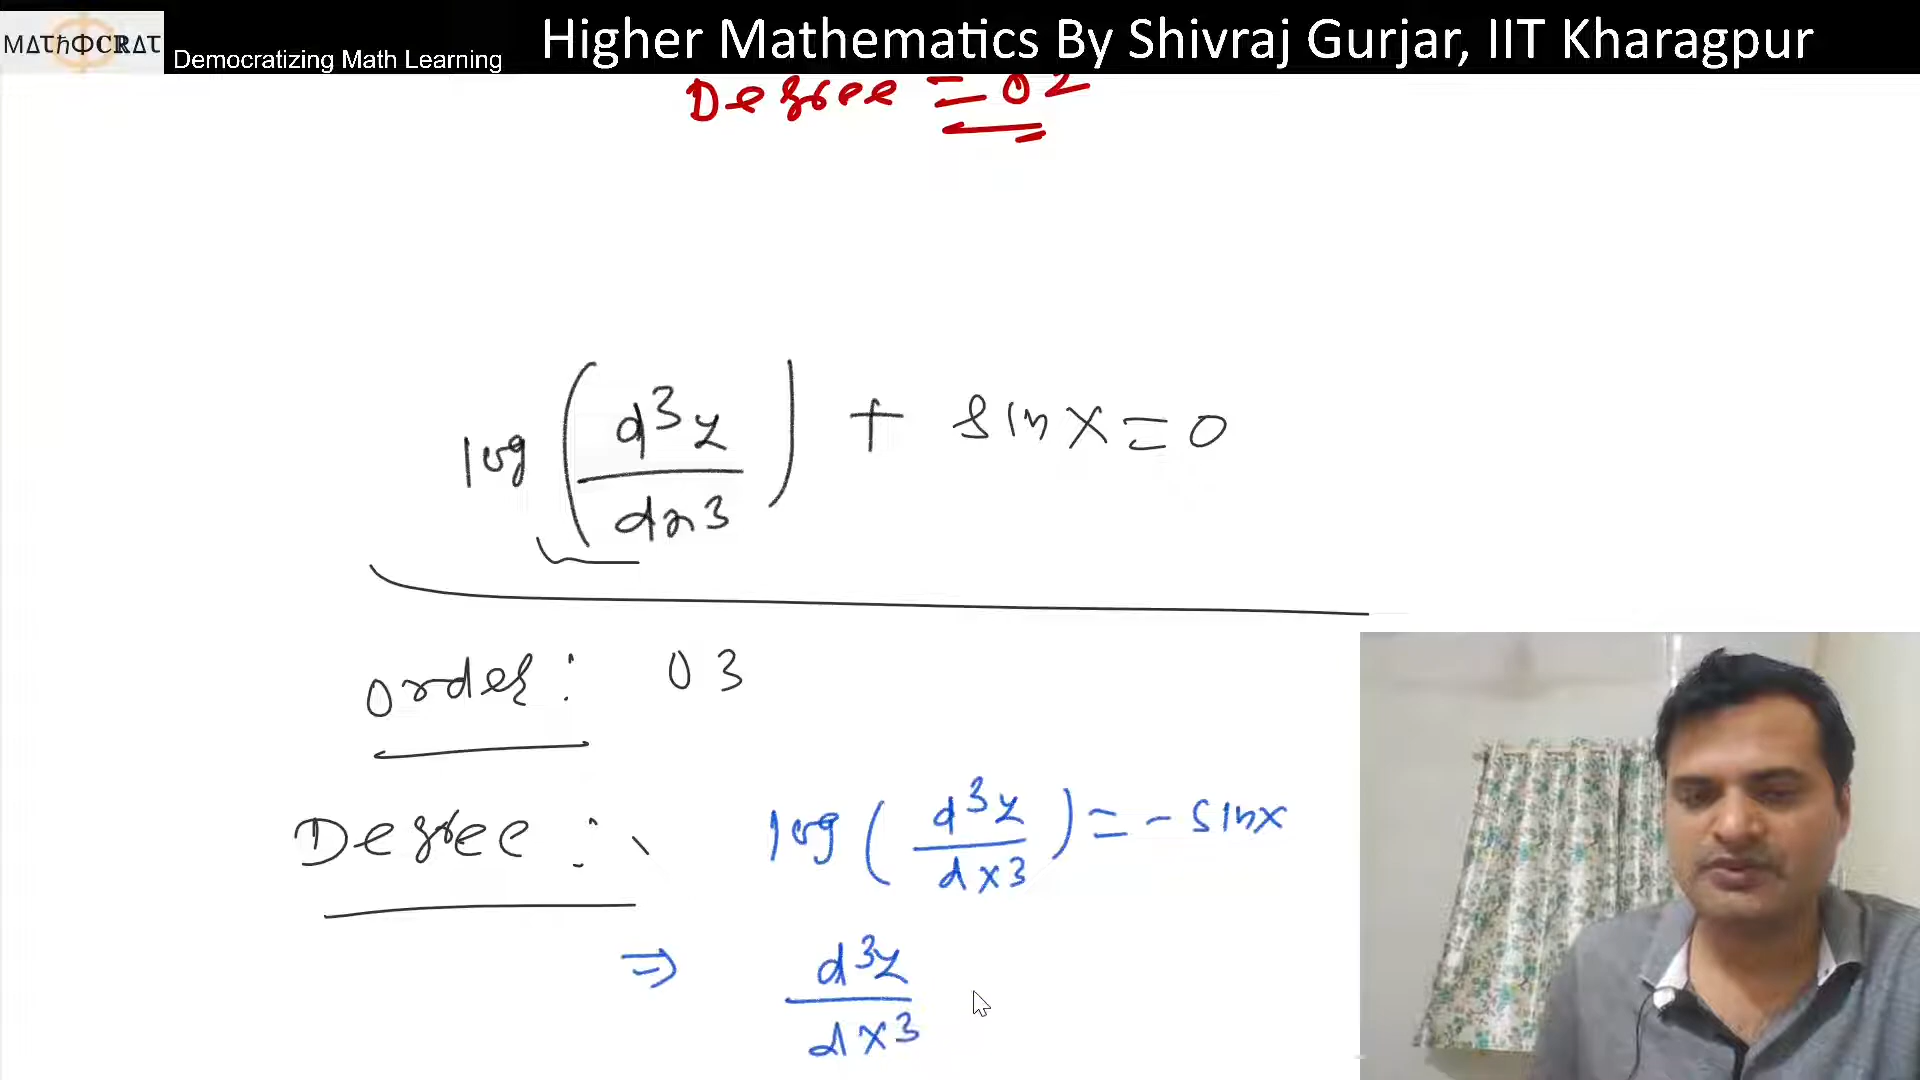 MΔTħΦCℝΔT
Democratizing Math Learning
Higher Mathematics By Shivraj Gurjar, IIT Kharagpur
Degree = 02
log (d³y/dx³) + sinx = 0
order: 03
Degree:
log (d³y/dx³) = - sinx
⇒ d³y/dx³